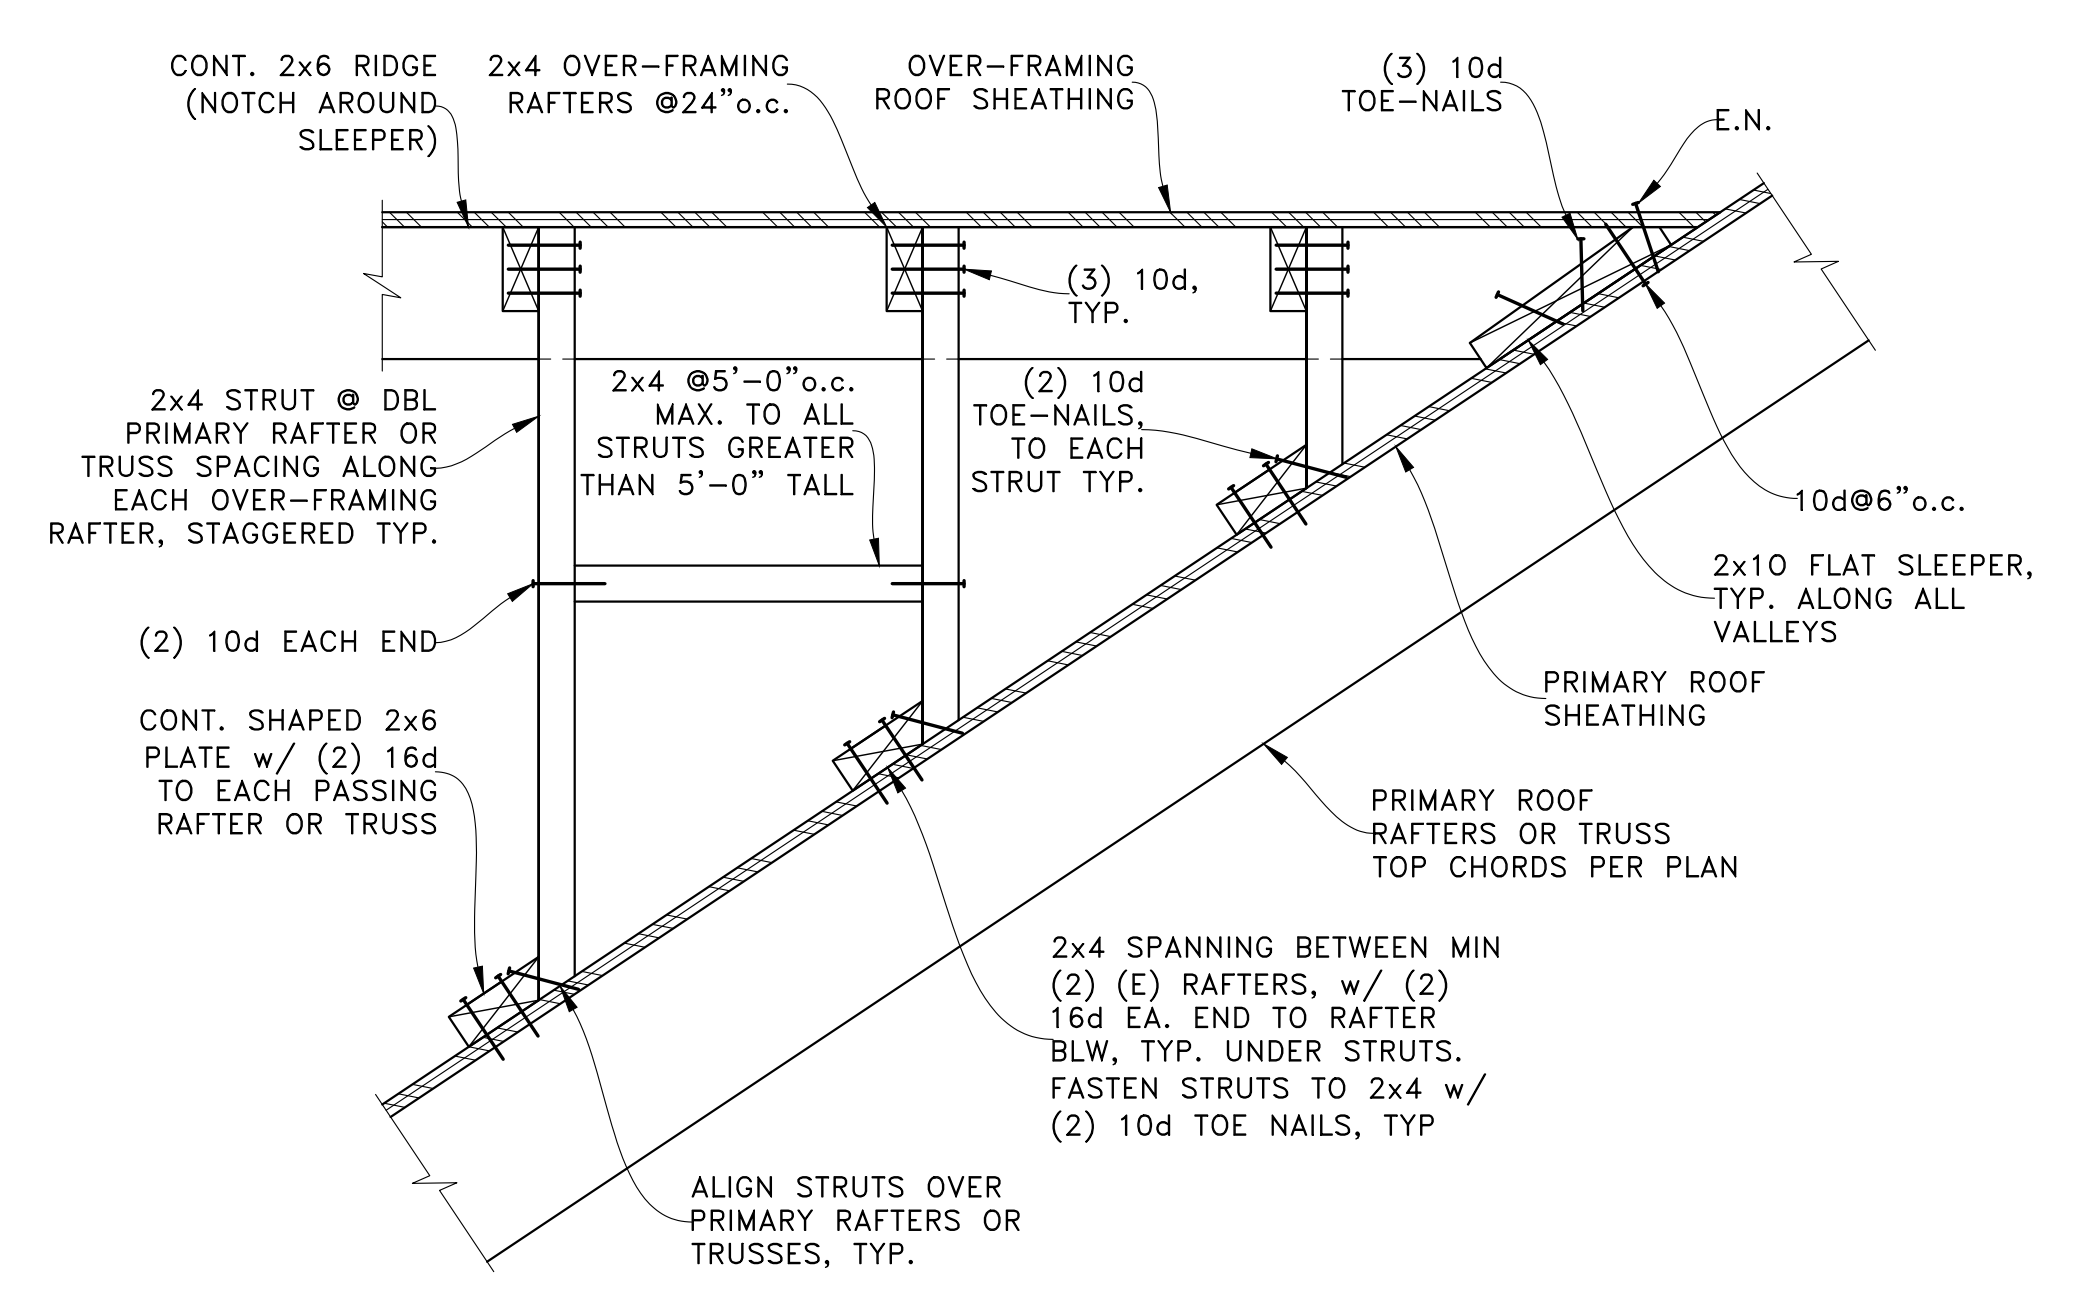 CONT. 2x6 RIDGE
(NOTCH AROUND
SLEEPER)
2x4 OVER-FRAMING
RAFTERS @24"o.c.
OVER-FRAMING
ROOF SHEATHING
(3) 10d
TOE-NAILS
E.N.
(3) 10d,
TYP.
2x4 STRUT @ DBL
PRIMARY RAFTER OR
TRUSS SPACING ALONG
EACH OVER-FRAMING
RAFTER, STAGGERED TYP.
2x4 @5'-0"o.c.
MAX. TO ALL
STRUTS GREATER
THAN 5'-0" TALL
(2) 10d
TOE-NAILS,
TO EACH
STRUT TYP.
10d@6"o.c.
2x10 FLAT SLEEPER,
TYP. ALONG ALL
VALLEYS
(2) 10d EACH END
PRIMARY ROOF
SHEATHING
CONT. SHAPED 2x6
PLATE w/ (2) 16d
TO EACH PASSING
RAFTER OR TRUSS
PRIMARY ROOF
RAFTERS OR TRUSS
TOP CHORDS PER PLAN
2x4 SPANNING BETWEEN MIN
(2) (E) RAFTERS, w/ (2)
16d EA. END TO RAFTER
BLW, TYP. UNDER STRUTS.
FASTEN STRUTS TO 2x4 w/
(2) 10d TOE NAILS, TYP
ALIGN STRUTS OVER
PRIMARY RAFTERS OR
TRUSSES, TYP.